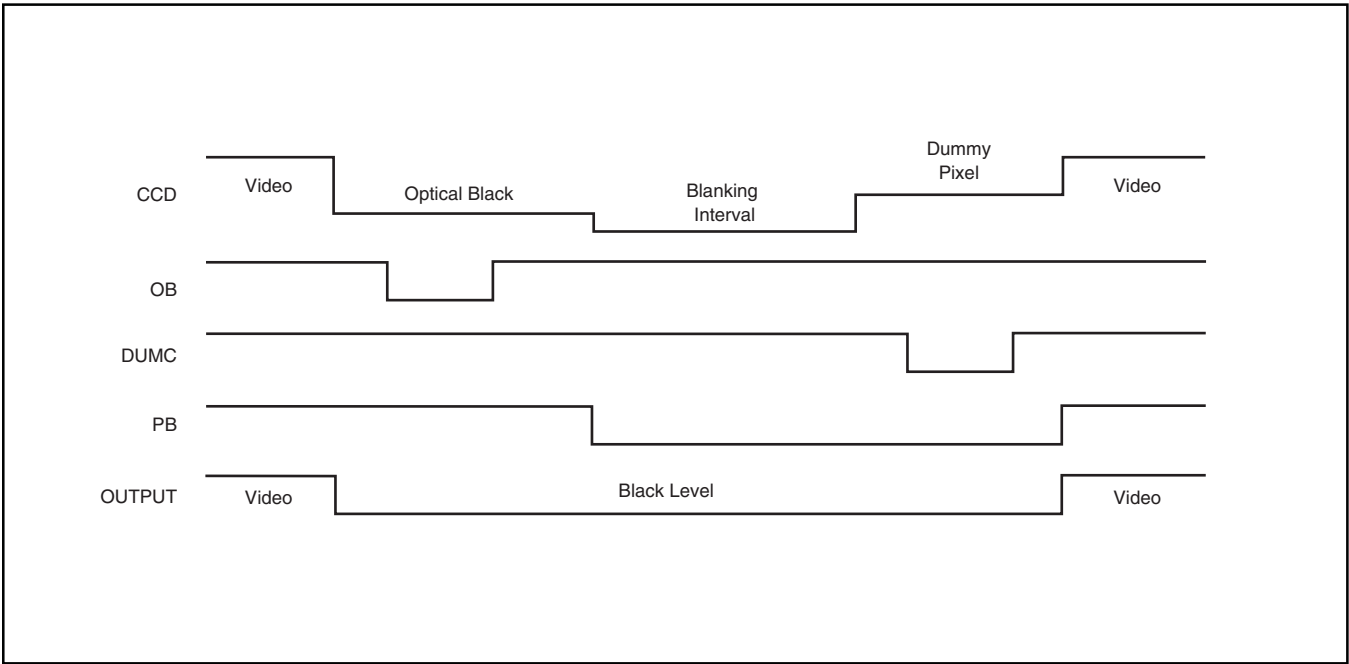 CCD
Video
Optical Black
Blanking
Interval
Dummy
Pixel
Video
OB
DUMC
PB
OUTPUT
Video
Black Level
Video